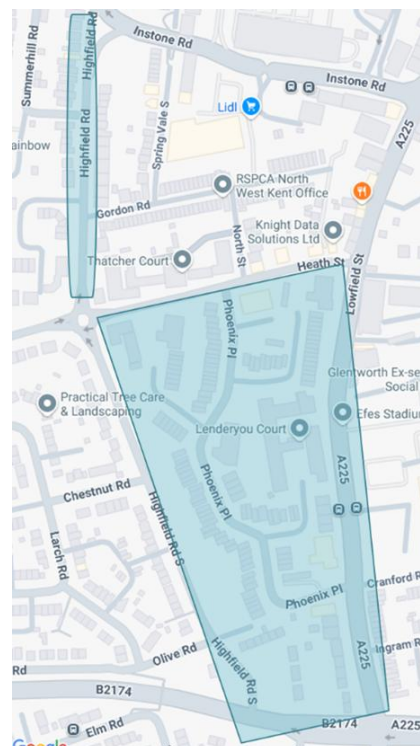 Instone Rd
Highfield Rd
Summerhill Rd
Instone Rd
Lidl
A225
Highfield Rd
Spring Vale S
ainbow
RSPCA North
West Kent Office
Gordon Rd
North St
Knight Data
Solutions Ltd
Thatcher Court
Heath St
Lowfield St
Phoenix Pl
Glentworth Ex-se
Social
Practical Tree Care
& Landscaping
Efes Stadium
Lenderyou Court
A225
Chestnut Rd
Phoenix Pl
Highfield Rd S
Larch Rd
Cranford R
Phoenix Pl
Olive Rd
Ingram R
A225
Highfield Rd S
Rd
B2174
B2174
A225
Elm Rd
Google